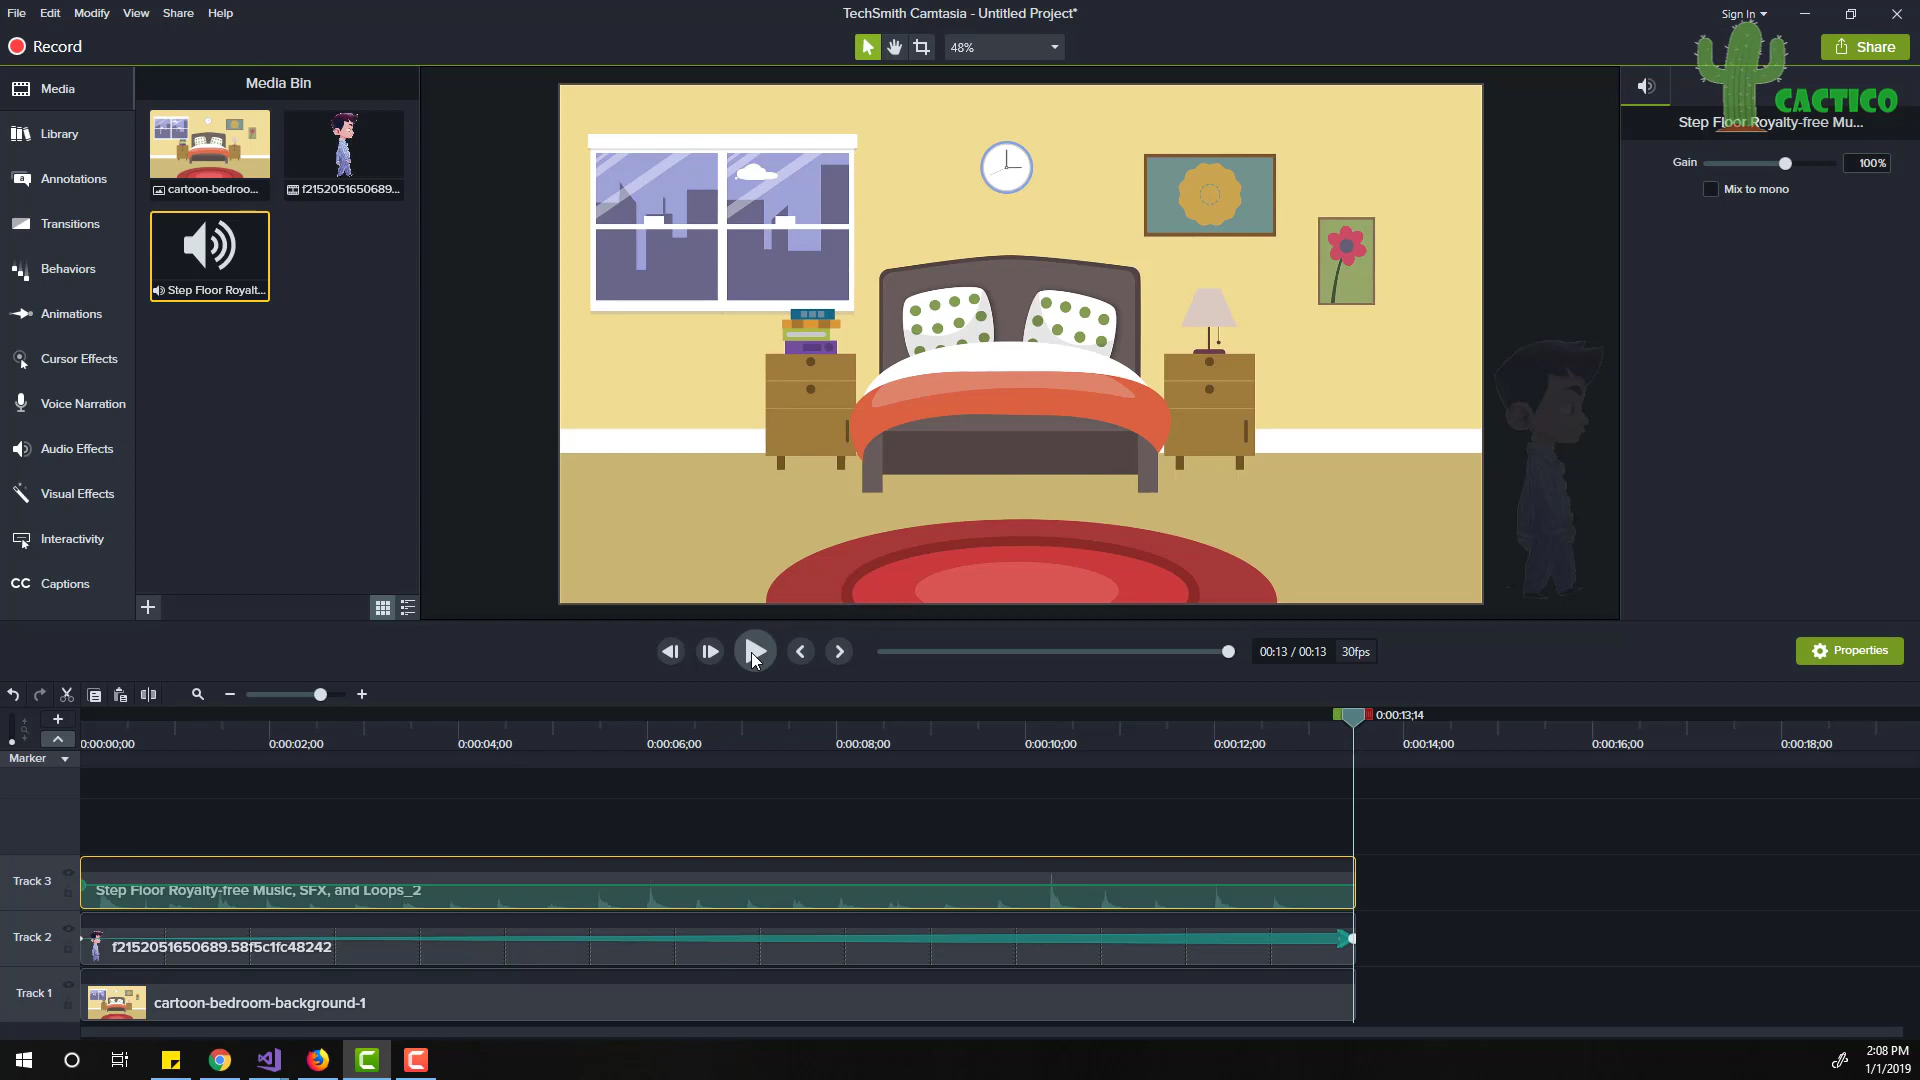 File Edit Modify View Share Help
TechSmith Camtasia - Untitled Project*
Sign In
Record
48%
Share
CACTICO
Media
Library
Annotations
Transitions
Behaviors
Animations
Cursor Effects
Voice Narration
Audio Effects
Visual Effects
Interactivity
CC Captions
Media Bin
cartoon-bedroo...
f2152051650689...
Step Floor Royalt...
Step Floor Royalty-free Mu...
Gain 100%
Mix to mono
00:13 / 00:13 30fps
Properties
0:00:13;14
0:00:00;00 0:00:02;00 0:00:04;00 0:00:06;00 0:00:08;00 0:00:10;00 0:00:12;00 0:00:14;00 0:00:16;00 0:00:18;00
Marker
Track 3
Step Floor Royalty-free Music, SFX, and Loops_2
Track 2
f2152051650689.58f5c1fc48242
Track 1
cartoon-bedroom-background-1
2:08 PM
1/1/2019